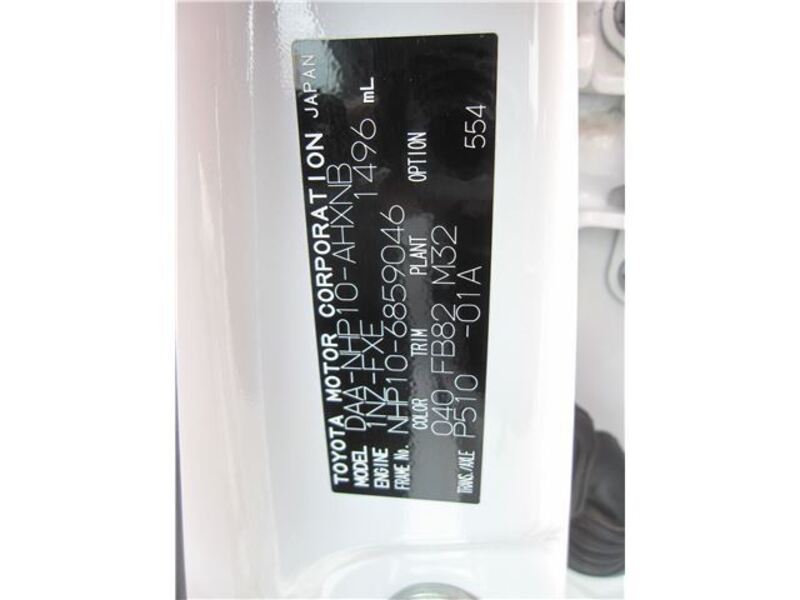 TOYOTA MOTOR CORPORATION JAPAN
MODEL DAA-NHP10-AHXNB
ENGINE 1NZ-FXE 1496 mL
FRAME No. NHP10-6859046
COLOR TRIM PLANT OPTION
040 FB82 M32
TRANS./AXLE P510 -01A 554